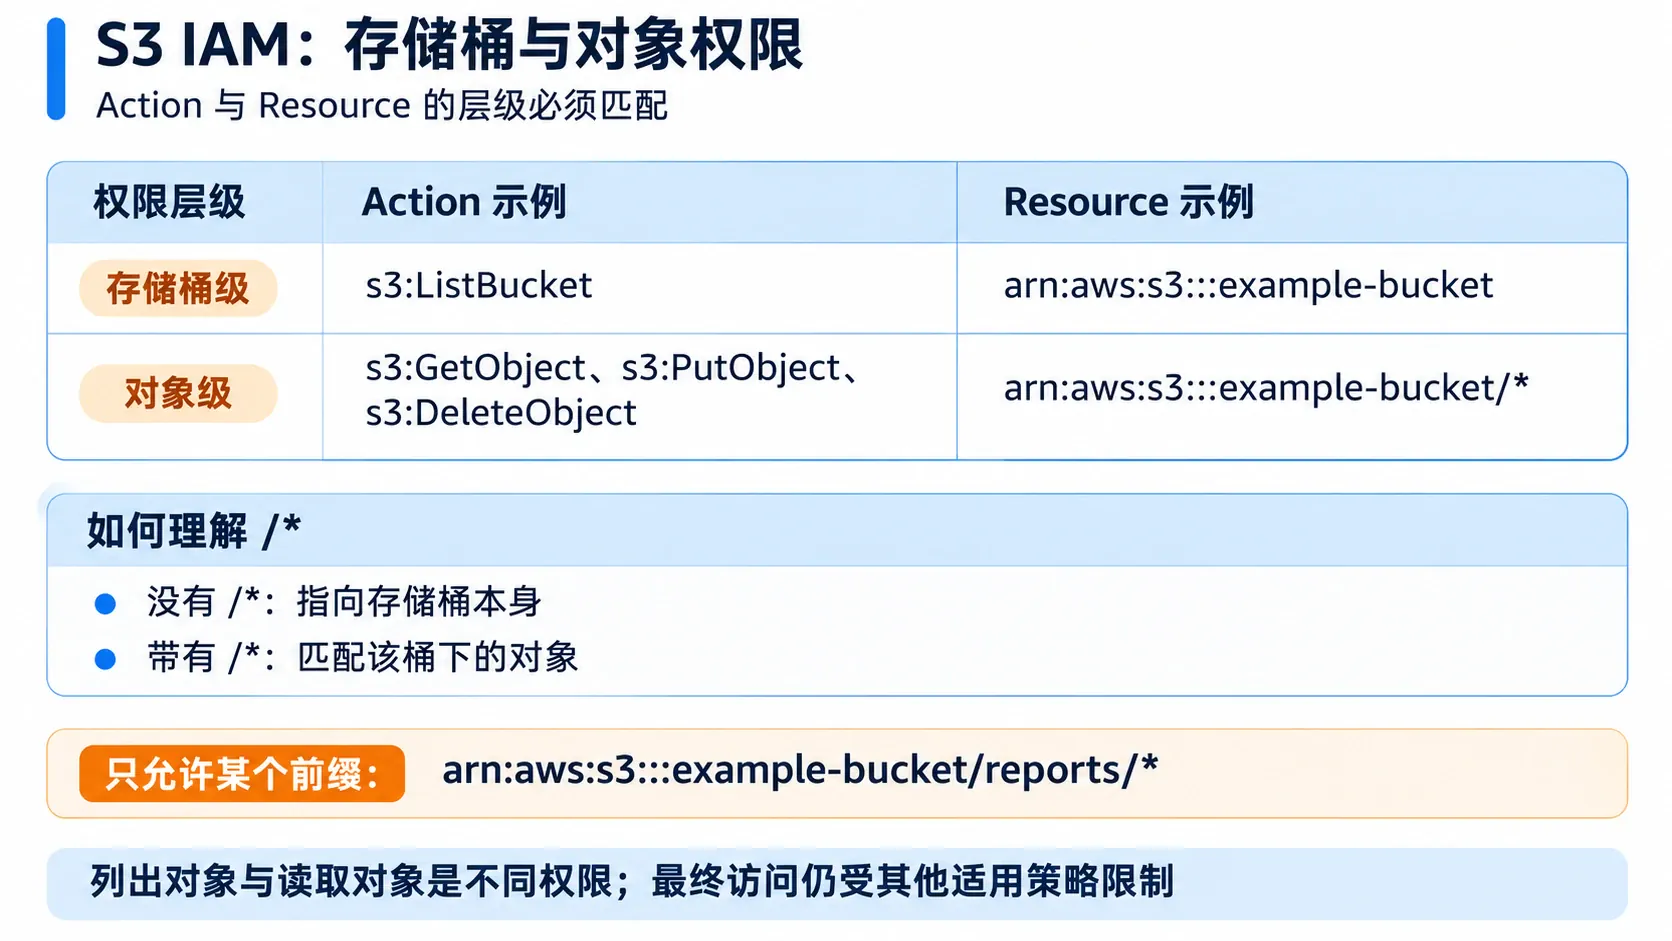 S3 IAM：存储桶与对象权限
Action 与 Resource 的层级必须匹配
权限层级
Action 示例
Resource 示例
存储桶级
s3:ListBucket
arn:aws:s3:::example-bucket
对象级
s3:GetObject、s3:PutObject、
s3:DeleteObject
arn:aws:s3:::example-bucket/*
如何理解 /*
没有 /*：指向存储桶本身
带有 /*：匹配该桶下的对象
只允许某个前缀：
arn:aws:s3:::example-bucket/reports/*
列出对象与读取对象是不同权限；最终访问仍受其他适用策略限制